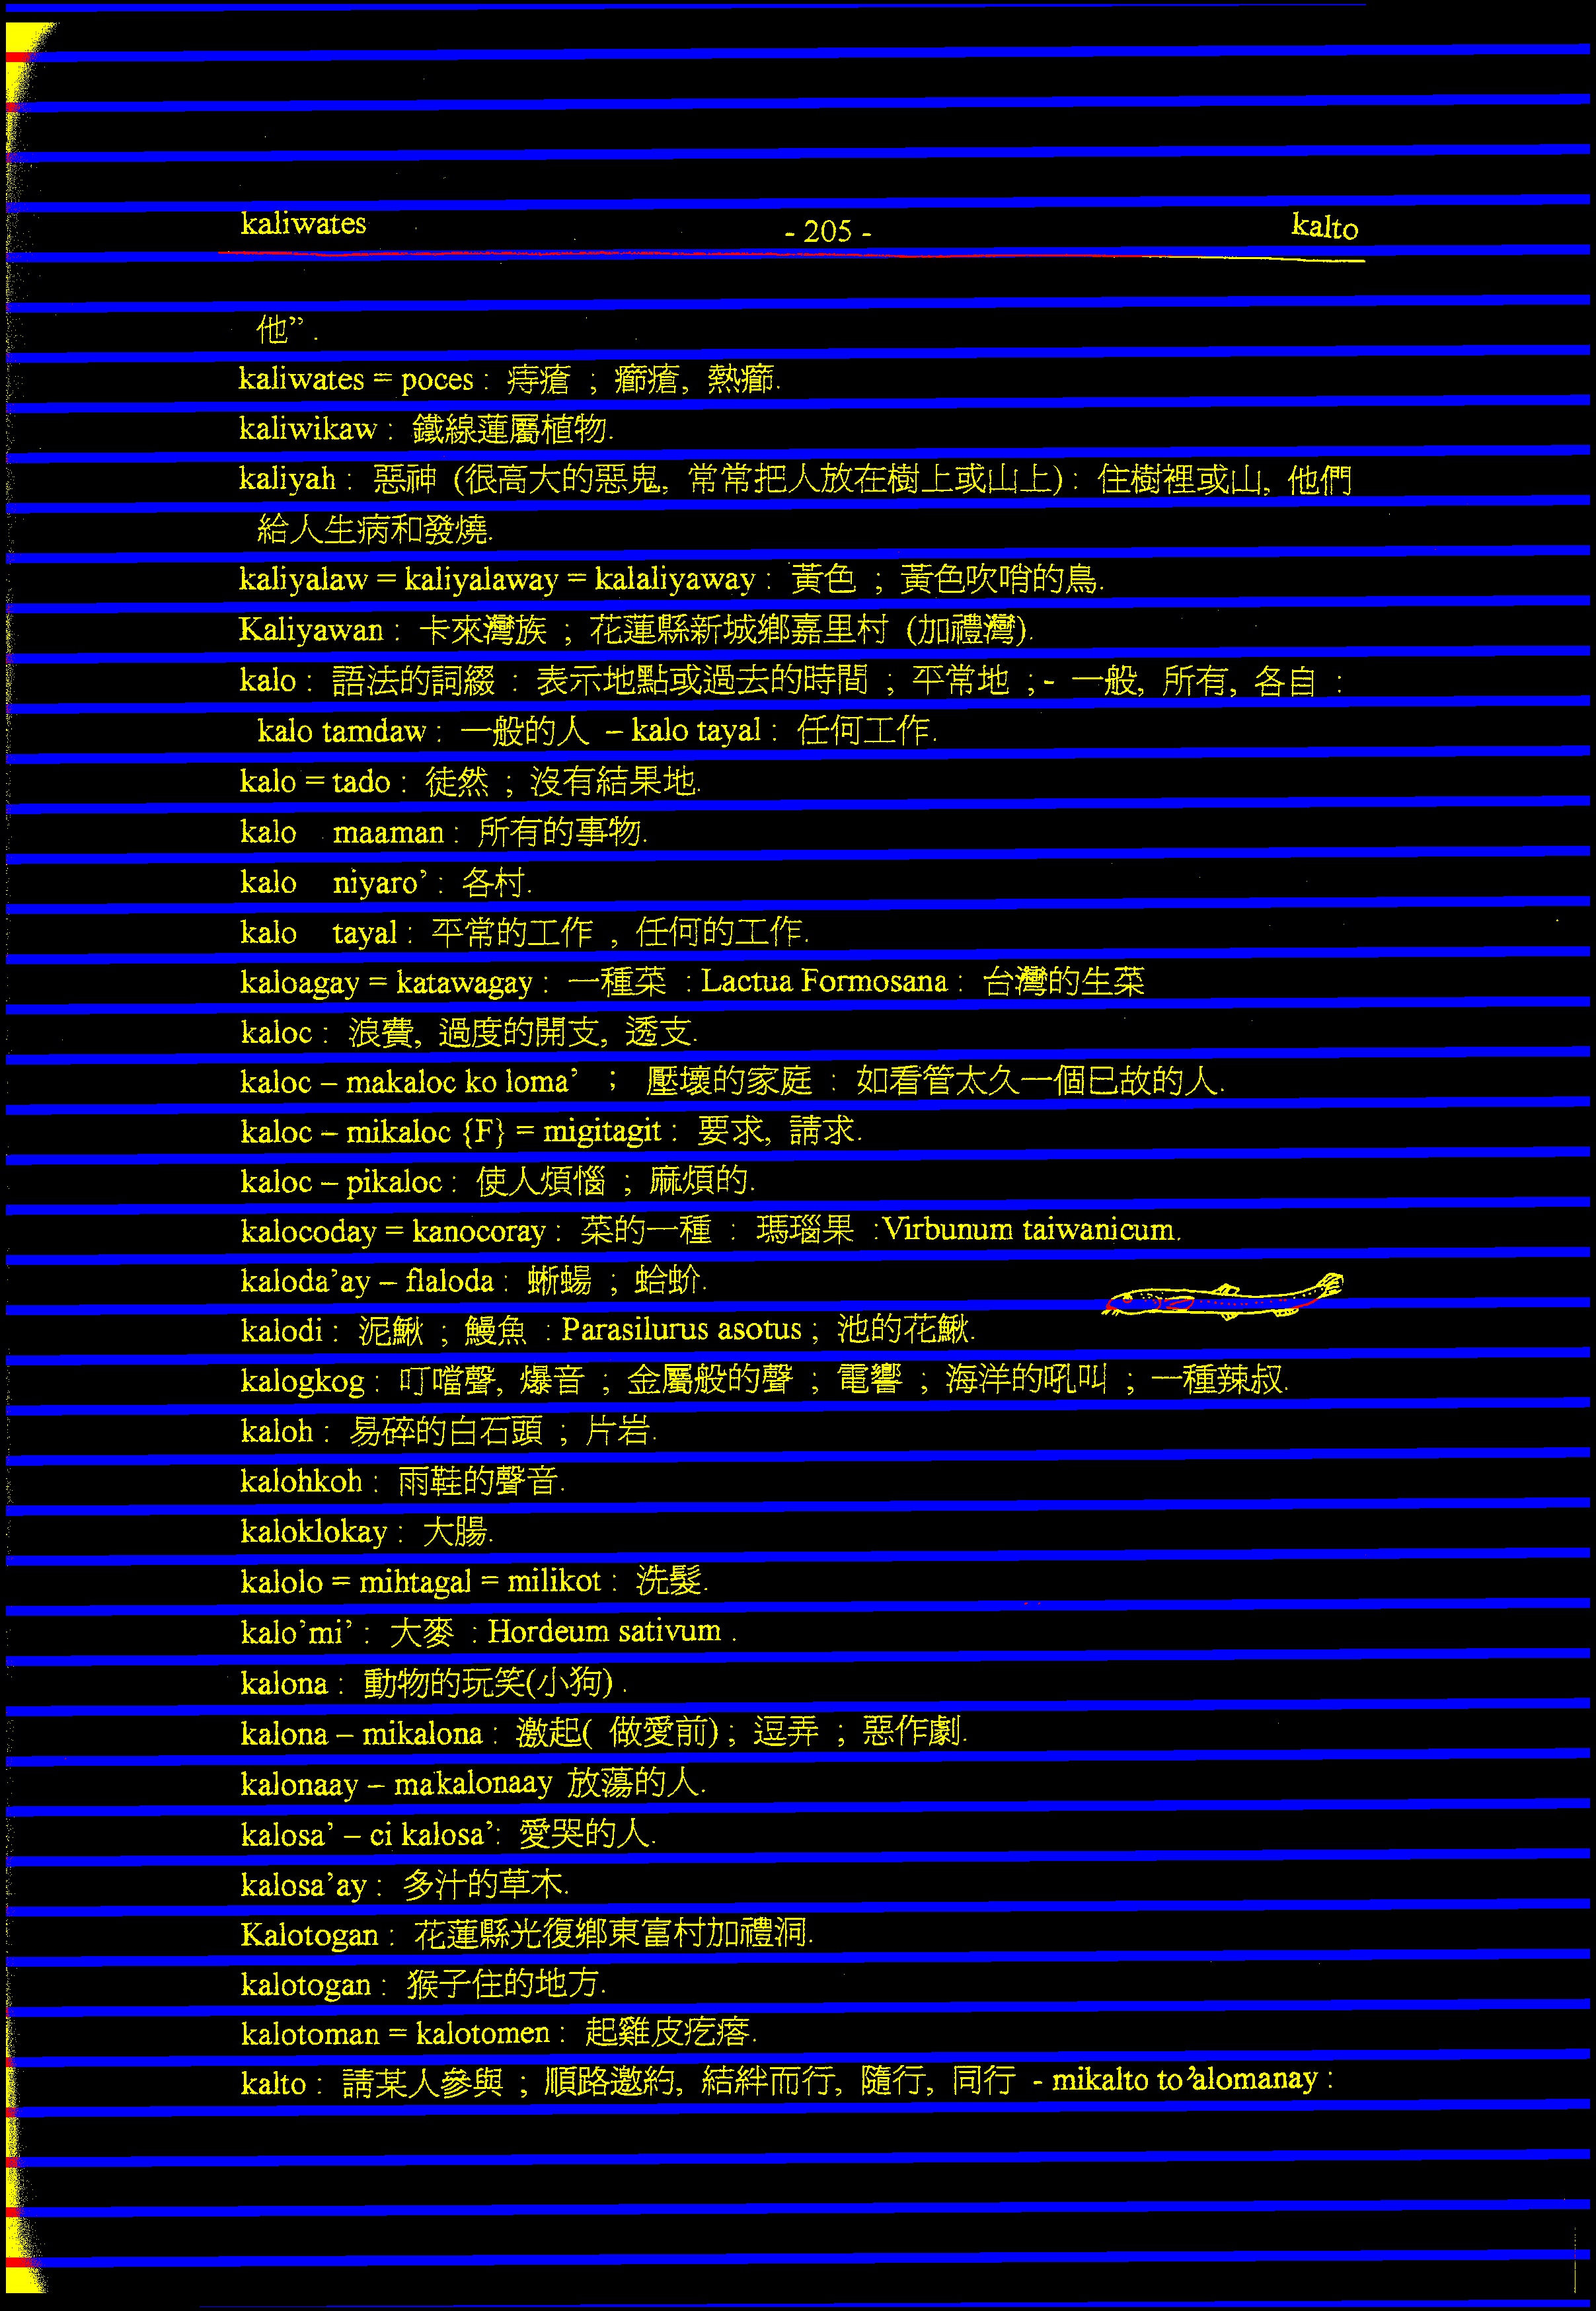 kaliwates - 205 - kalto
他” .
kaliwates = poces : 痔瘡 ; 癤瘡, 熱癤.
kaliwikaw : 鐵線蓮屬植物.
kaliyah : 惡神 (很高大的惡鬼, 常常把人放在樹上或山上) : 住樹裡或山, 他們
給人生病和發燒.
kaliyalaw = kaliyalaway = kalaliyaway : 黃色 ; 黃色吹哨的鳥.
Kaliyawan : 卡來灣族 ; 花蓮縣新城鄉嘉里村 (加禮灣).
kalo : 語法的詞綴 : 表示地點或過去的時間 ; 平常地 ; - 一般, 所有, 各自 :
kalo tamdaw : 一般的人 – kalo tayal : 任何工作.
kalo = tado : 徒然 ; 沒有結果地.
kalo maaman : 所有的事物.
kalo niyaro’ : 各村.
kalo tayal : 平常的工作 , 任何的工作.
kaloagay = katawagay : 一種菜 : Lactua Formosana : 台灣的生菜
kaloc : 浪費, 過度的開支, 透支.
kaloc – makaloc ko loma’ ; 壓壞的家庭 : 如看管太久一個已故的人.
kaloc – mikaloc {F} = migitagit : 要求, 請求.
kaloc – pikaloc : 使人煩惱 ; 麻煩的.
kalocoday = kanocoray : 菜的一種 : 瑪瑙果 :Virbunum taiwanicum.
kaloda’ay – flaloda : 蜥蜴 ; 蛤蚧.
kalodi : 泥鰍 ; 鰻魚 : Parasilurus asotus ; 池的花鰍.
kalogkog : 叮噹聲, 爆音 ; 金屬般的聲 ; 電響 ; 海洋的吼叫 ; 一種辣叔.
kaloh : 易碎的白石頭 ; 片岩.
kalohkoh : 雨鞋的聲音.
kaloklokay : 大腸.
kalolo = mihtagal = milikot : 洗髮.
kalo’mi’ : 大麥 : Hordeum sativum .
kalona : 動物的玩笑(小狗) .
kalona – mikalona : 激起( 做愛前) ; 逗弄 ; 惡作劇.
kalonaay – makalonaay 放蕩的人.
kalosa’ – ci kalosa’: 愛哭的人.
kalosa’ay : 多汁的草木.
Kalotogan : 花蓮縣光復鄉東富村加禮洞.
kalotogan : 猴子住的地方.
kalotoman = kalotomen : 起雞皮疙瘩.
kalto : 請某人參與 ; 順路邀約, 結絆而行, 隨行, 同行 - mikalto to ’alomanay :